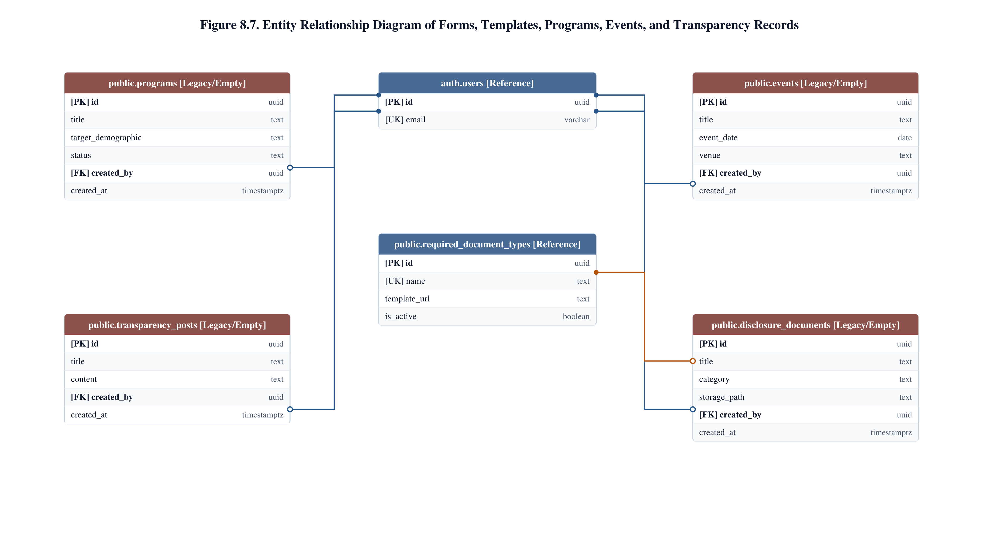 Figure 8.7. Entity Relationship Diagram of Forms, Templates, Programs, Events, and Transparency Records
public.programs [Legacy/Empty]
[PK] id uuid
title text
target_demographic text
status text
[FK] created_by uuid
created_at timestamptz
auth.users [Reference]
[PK] id uuid
[UK] email varchar
public.events [Legacy/Empty]
[PK] id uuid
title text
event_date date
venue text
[FK] created_by uuid
created_at timestamptz
public.required_document_types [Reference]
[PK] id uuid
[UK] name text
template_url text
is_active boolean
public.transparency_posts [Legacy/Empty]
[PK] id uuid
title text
content text
[FK] created_by uuid
created_at timestamptz
public.disclosure_documents [Legacy/Empty]
[PK] id uuid
title text
category text
storage_path text
[FK] created_by uuid
created_at timestamptz